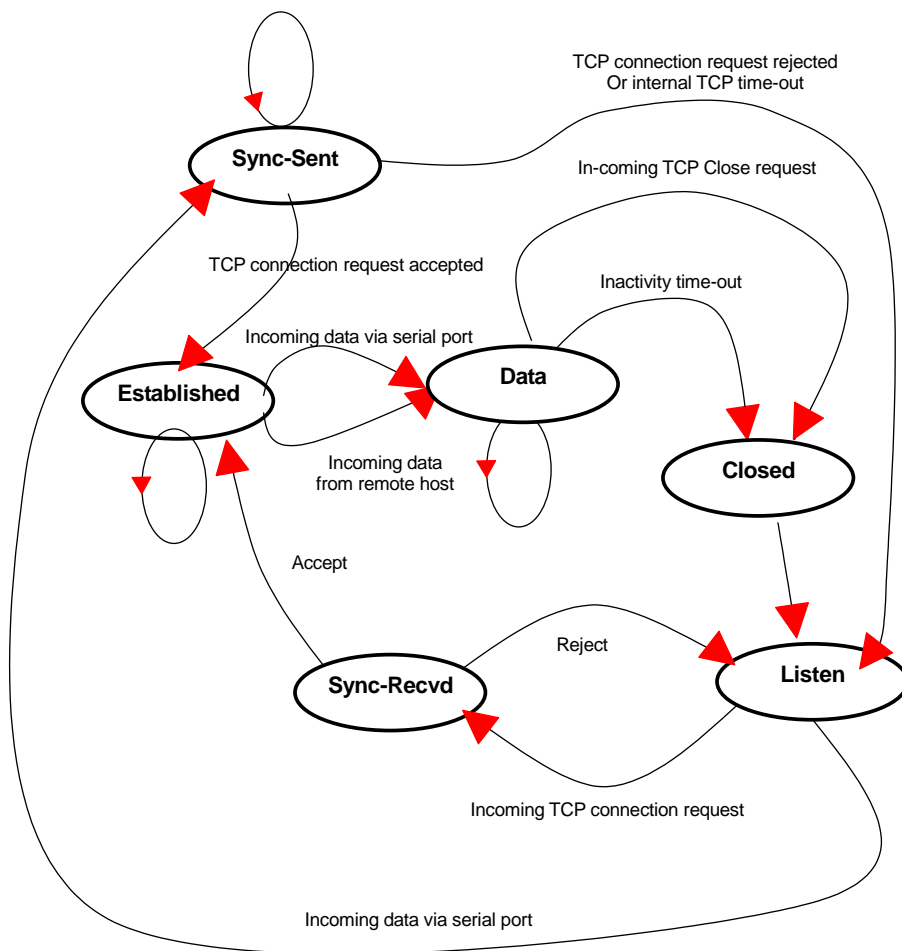 TCP connection request rejected
Or internal TCP time-out
Sync-Sent
In-coming TCP Close request
TCP connection request accepted
Inactivity time-out
Incoming data via serial port
Data
Established
Incoming data
from remote host
Closed
Accept
Reject
Sync-Recvd
Listen
Incoming TCP connection request
Incoming data via serial port